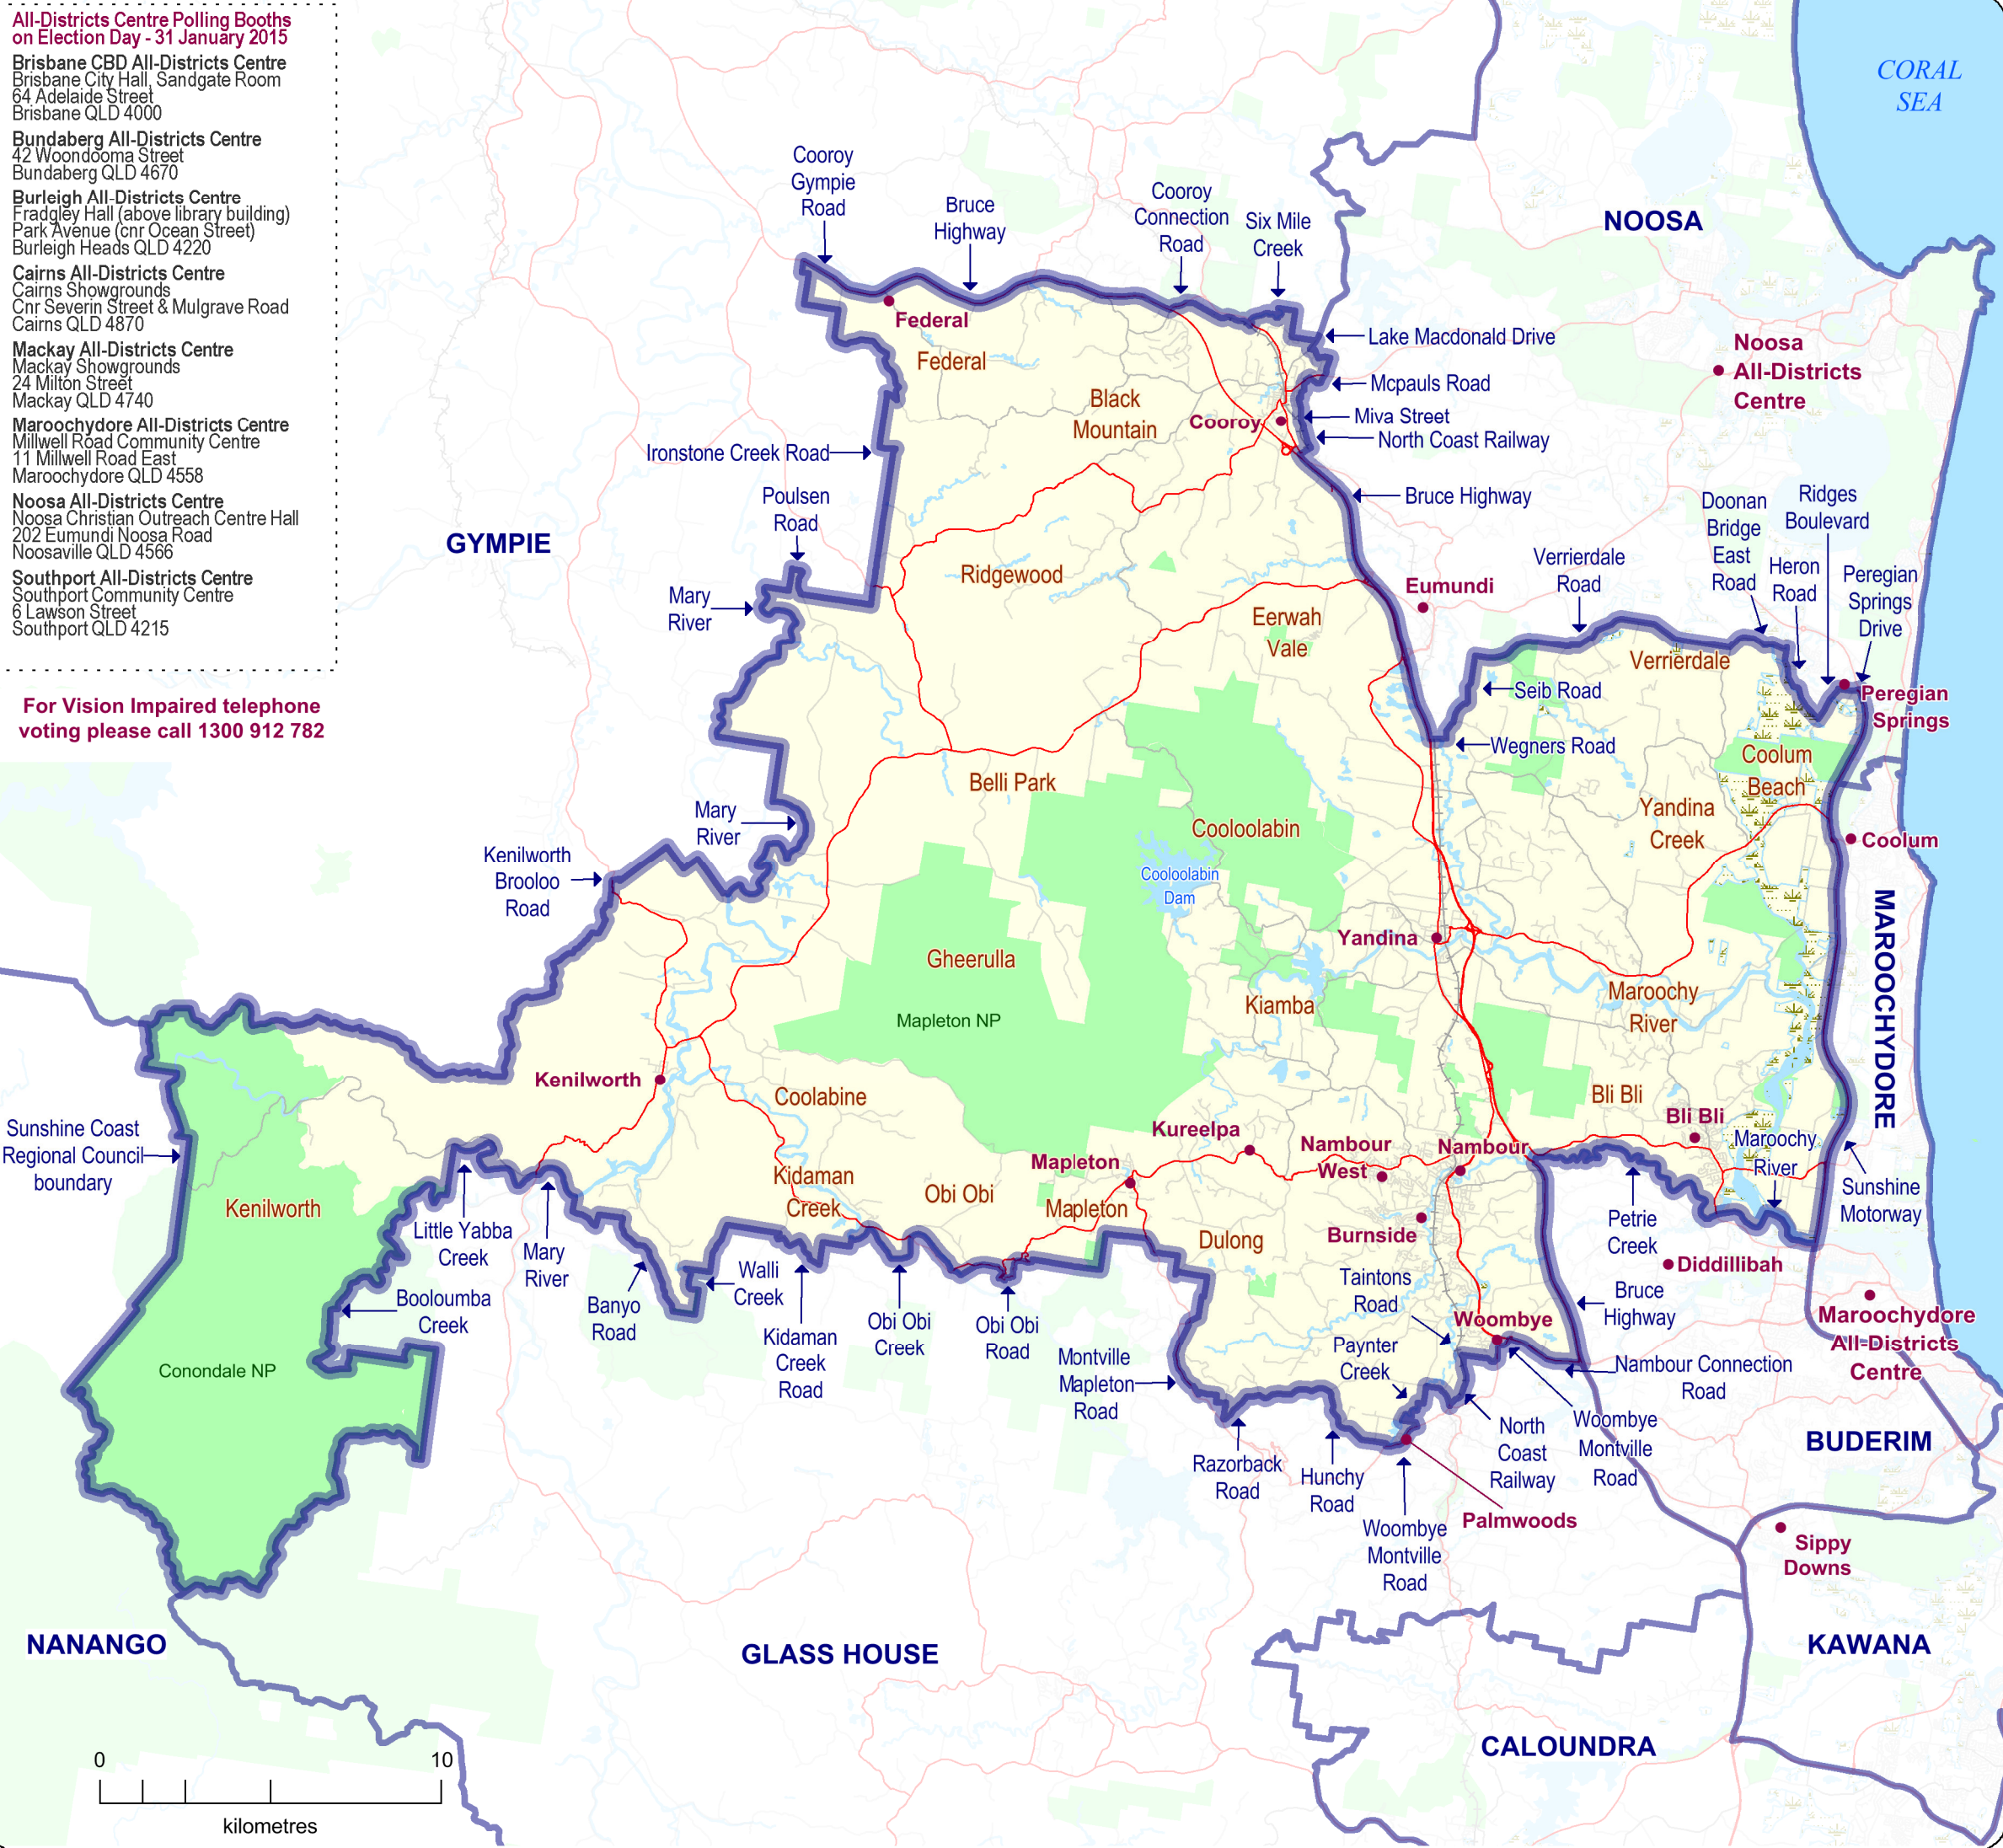 All-Districts Centre Polling Booths
on Election Day - 31 January 2015
Brisbane CBD All-Districts Centre
Brisbane City Hall, Sandgate Room
64 Adelaide Street
Brisbane QLD 4000
Bundaberg All-Districts Centre
42 Woondooma Street
Bundaberg QLD 4670
Burleigh All-Districts Centre
Fradgley Hall (above library building)
Park Avenue (cnr Ocean Street)
Burleigh Heads QLD 4220
Cairns All-Districts Centre
Cairns Showgrounds
Cnr Severin Street & Mulgrave Road
Cairns QLD 4870
Mackay All-Districts Centre
Mackay Showgrounds
24 Milton Street
Mackay QLD 4740
Maroochydore All-Districts Centre
Millwell Road Community Centre
11 Millwell Road East
Maroochydore QLD 4558
Noosa All-Districts Centre
Noosa Christian Outreach Centre Hall
202 Eumundi Noosa Road
Noosaville QLD 4566
Southport All-Districts Centre
Southport Community Centre
6 Lawson Street
Southport QLD 4215
For Vision Impaired telephone
voting please call 1300 912 782
CORAL
SEA
NOOSA
Cooroy
Gympie
Road
Bruce
Highway
Cooroy
Connection
Road
Six Mile
Creek
Federal
Federal
Lake Macdonald Drive
Noosa
All-Districts
Centre
Mcpauls Road
Black
Mountain
Miva Street
Cooroy
North Coast Railway
Ironstone Creek Road
Bruce Highway
Poulsen
Road
GYMPIE
Doonan
Bridge
East
Road
Ridges
Boulevard
Verrierdale
Road
Heron
Road
Peregian
Springs
Drive
Ridgewood
Eumundi
Mary
River
Eerwah
Vale
Verrierdale
Seib Road
Peregian
Springs
Wegners Road
Coolum
Beach
Belli Park
Mary
River
Yandina
Creek
Cooloolabin
Coolum
Kenilworth
Brooloo
Road
Cooloolabin
Dam
MAROOCHYDORE
Yandina
Gheerulla
Maroochy
River
Kiamba
Mapleton NP
Kenilworth
Coolabine
Bli Bli
Bli Bli
Sunshine Coast
Regional Council
boundary
Kureelpa
Nambour
West
Nambour
Maroochy
River
Mapleton
Kidaman
Creek
Obi Obi
Mapleton
Sunshine
Motorway
Kenilworth
Little Yabba
Creek
Mary
River
Dulong
Burnside
Petrie
Creek
Diddillibah
Walli
Creek
Booloumba
Creek
Banyo
Road
Taintons
Road
Bruce
Highway
Kidaman
Creek
Road
Obi Obi
Creek
Obi Obi
Road
Woombye
Maroochydore
All-Districts
Centre
Paynter
Creek
Conondale NP
Montville
Mapleton
Road
Nambour Connection
Road
North
Coast
Railway
Woombye
Montville
Road
BUDERIM
Razorback
Road
Hunchy
Road
Palmwoods
Woombye
Montville
Road
Sippy
Downs
NANANGO
GLASS HOUSE
KAWANA
CALOUNDRA
0 10
kilometres